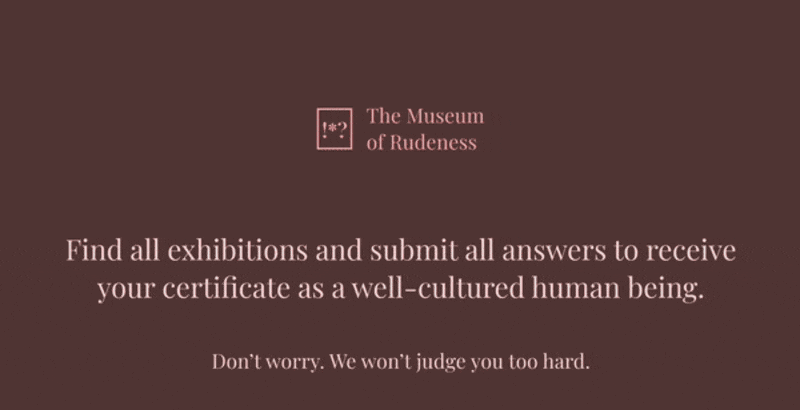 !*?
The Museum
of Rudeness
Find all exhibitions and submit all answers to receive
your certificate as a well-cultured human being.
Don’t worry. We won’t judge you too hard.